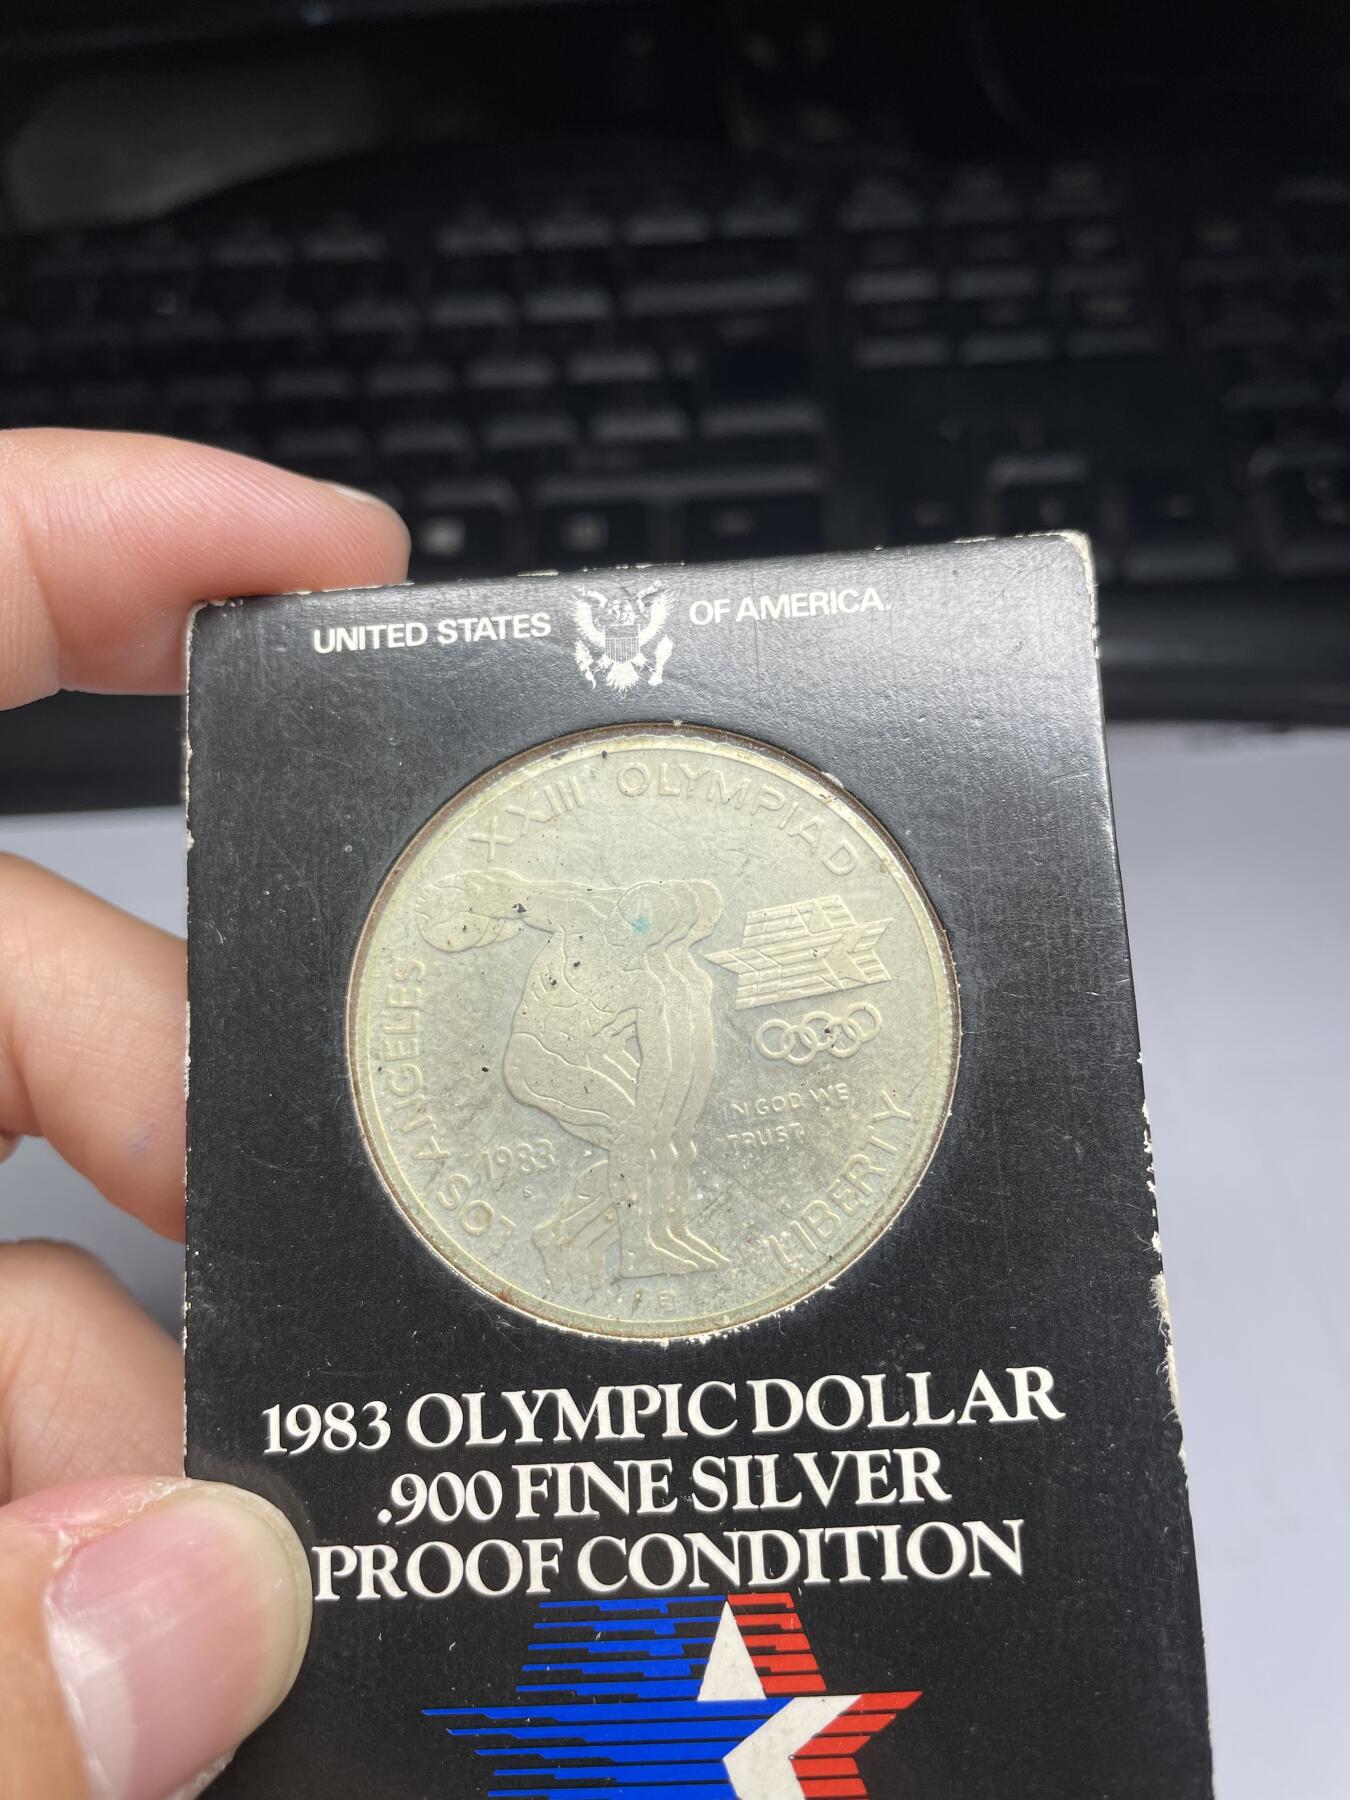 UNITED STATES OF AMERICA.
XXIII OLYMPIAD
LOS ANGELES
IN GOD WE
TRUST
1983
S
LIBERTY
1983 OLYMPIC DOLLAR
.900 FINE SILVER
PROOF CONDITION